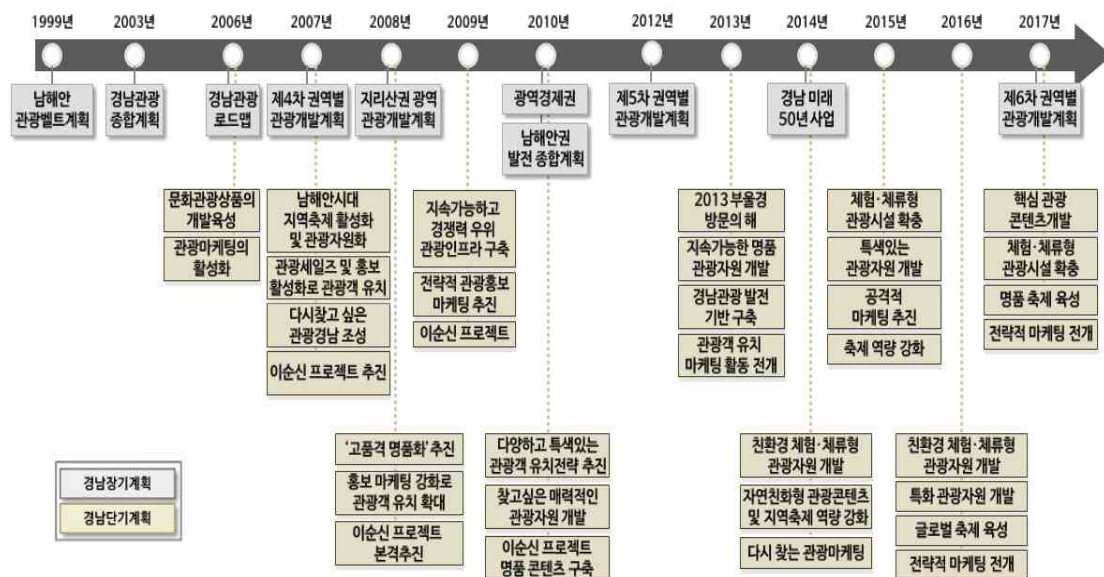 1999년
2003년
2006년
2007년
2008년
2009년
2010년
2012년
2013년
2014년
2015년
2016년
2017년
남해안
관광벨트계획
경남관광
종합계획
경남관광
로드맵
제4차 권역별
관광개발계획
지리산권 광역
관광개발계획
광역경제권
남해안권
발전 종합계획
제5차 권역별
관광개발계획
경남 미래
50년 사업
제6차 권역별
관광개발계획
문화관광상품의
개발육성
관광마케팅의
활성화
남해안시대
지역축제 활성화
및 관광자원화
관광세일즈 및 홍보
활성화로 관광객 유치
다시찾고 싶은
관광경남 조성
이순신 프로젝트 추진
지속가능하고
경쟁력 우위
관광인프라 구축
전략적 관광홍보
마케팅 추진
이순신 프로젝트
2013 부울경
방문의 해
지속가능한 명품
관광자원 개발
경남관광 발전
기반 구축
관광객 유치
마케팅 활동 전개
체험·체류형
관광시설 확충
특색있는
관광자원 개발
공격적
마케팅 추진
축제 역량 강화
핵심 관광
콘텐츠개발
체험·체류형
관광시설 확충
명품 축제 육성
전략적 마케팅 전개
‘고품격 명품화’ 추진
홍보 마케팅 강화로
관광객 유치 확대
이순신 프로젝트
본격추진
다양하고 특색있는
관광객 유치전략 추진
찾고싶은 매력적인
관광자원 개발
이순신 프로젝트
명품 콘텐츠 구축
친환경 체험·체류형
관광자원 개발
자연친화형 관광콘텐츠
및 지역축제 역량 강화
다시 찾는 관광마케팅
친환경 체험·체류형
관광자원 개발
특화 관광자원 개발
글로벌 축제 육성
전략적 마케팅 전개
경남장기계획
경남단기계획